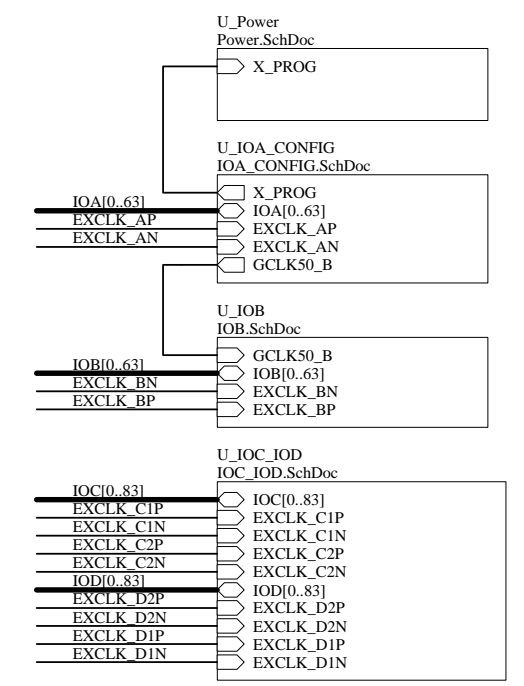 U_Power
Power.SchDoc
X_PROG
U_IOA_CONFIG
IOA_CONFIG.SchDoc
X_PROG
IOA[0..63] IOA[0..63]
EXCLK_AP EXCLK_AP
EXCLK_AN EXCLK_AN
GCLK50_B
U_IOB
IOB.SchDoc
GCLK50_B
IOB[0..63] IOB[0..63]
EXCLK_BN EXCLK_BN
EXCLK_BP EXCLK_BP
U_IOC_IOD
IOC_IOD.SchDoc
IOC[0..83] IOC[0..83]
EXCLK_C1P EXCLK_C1P
EXCLK_C1N EXCLK_C1N
EXCLK_C2P EXCLK_C2P
EXCLK_C2N EXCLK_C2N
IOD[0..83] IOD[0..83]
EXCLK_D2P EXCLK_D2P
EXCLK_D2N EXCLK_D2N
EXCLK_D1P EXCLK_D1P
EXCLK_D1N EXCLK_D1N